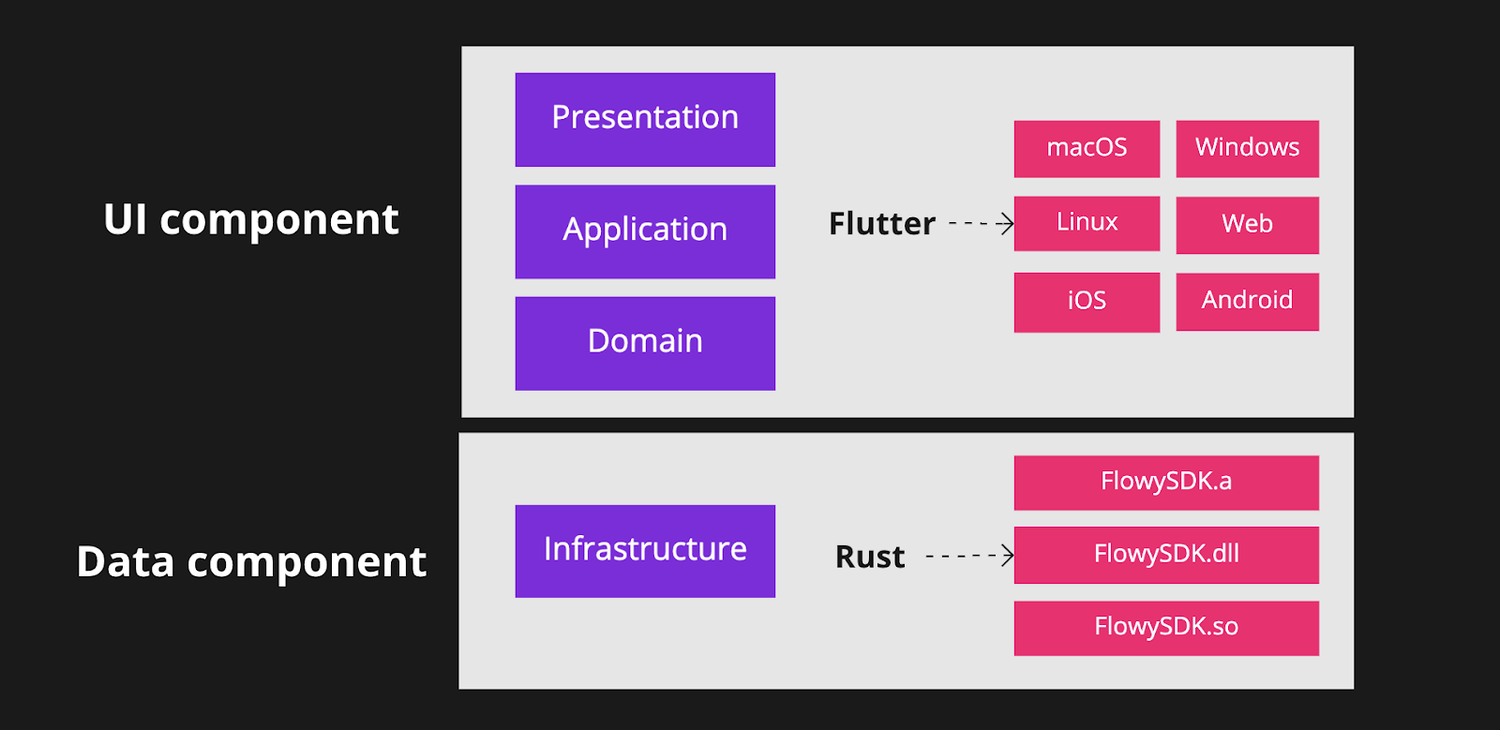 UI component
Presentation
Application
Domain
Flutter
macOS
Windows
Linux
Web
iOS
Android
Data component
Infrastructure
Rust
FlowySDK.a
FlowySDK.dll
FlowySDK.so